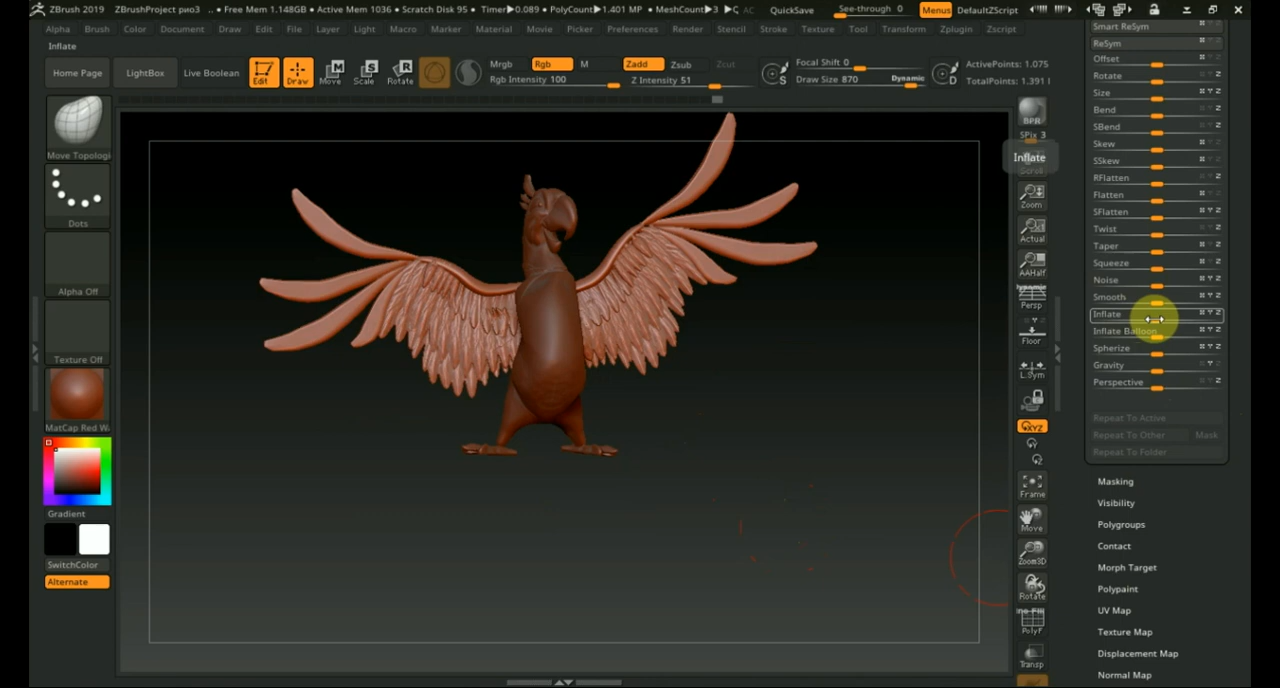 ZBrush 2019 ZBrushProject рио3 .. ● Free Mem 1.148GB ● Active Mem 1036 ● Scratch Disk 95 ● Timer▶0.089 ● PolyCount▶1.401 MP ● MeshCount▶3 AC QuickSave See-through 0 Menus DefaultZScript
Alpha Brush Color Document Draw Edit File Layer Light Macro Marker Material Movie Picker Preferences Render Stencil Stroke Texture Tool Transform Zplugin Zscript
Inflate
Home Page LightBox Live Boolean Edit Draw Move Scale Rotate
Mrgb Rgb M Zadd Zsub Zcut
Rgb Intensity 100 Z Intensity 51
Focal Shift 0
Draw Size 870 Dynamic
S
D
ActivePoints: 1.075
TotalPoints: 1.391
Move Topologi
Dots
Alpha Off
Texture Off
MatCap Red W
Gradient
SwitchColor
Alternate
BPR
SPix 3
Inflate
Scroll
Zoom
Actual
AAHalf
Dynamic
Persp
Floor
L.Sym
XYZ
Frame
Move
Zoom3D
Rotate
PolyF
Transp
Smart ReSym
ReSym
Offset
Rotate
Size
Bend
SBend
Skew
SSkew
RFlatten
Flatten
SFlatten
Twist
Taper
Squeeze
Noise
Smooth
Inflate
Inflate Balloon
Spherize
Gravity
Perspective
Repeat To Active
Repeat To Other Mask
Repeat To Folder
Masking
Visibility
Polygroups
Contact
Morph Target
Polypaint
UV Map
Texture Map
Displacement Map
Normal Map